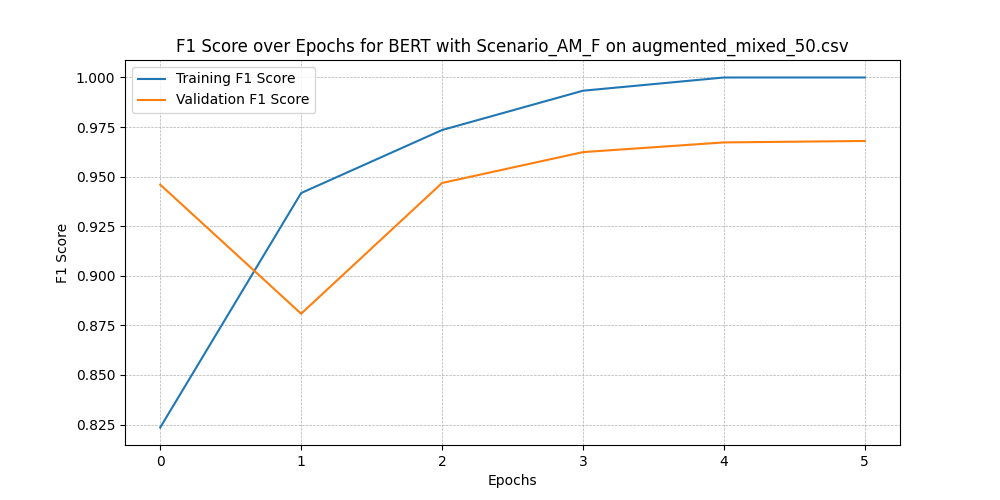 F1 Score over Epochs for BERT with Scenario_AM_F on augmented_mixed_50.csv
Training F1 Score
Validation F1 Score
F1 Score
1.000
0.975
0.950
0.925
0.900
0.875
0.850
0.825
0 1 2 3 4 5
Epochs